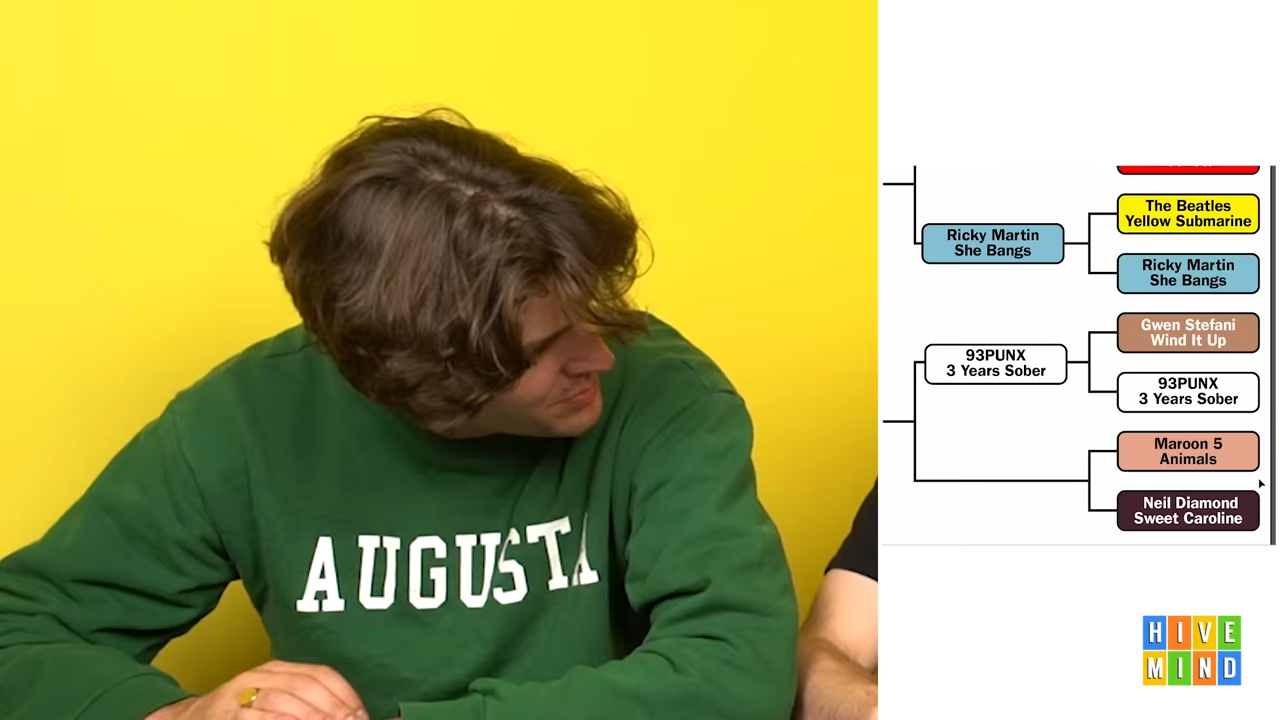 AUGUSTA
The Beatles
Yellow Submarine
Ricky Martin
She Bangs
Ricky Martin
She Bangs
Gwen Stefani
Wind It Up
93PUNX
3 Years Sober
93PUNX
3 Years Sober
Maroon 5
Animals
Neil Diamond
Sweet Caroline
HIVE
MIND